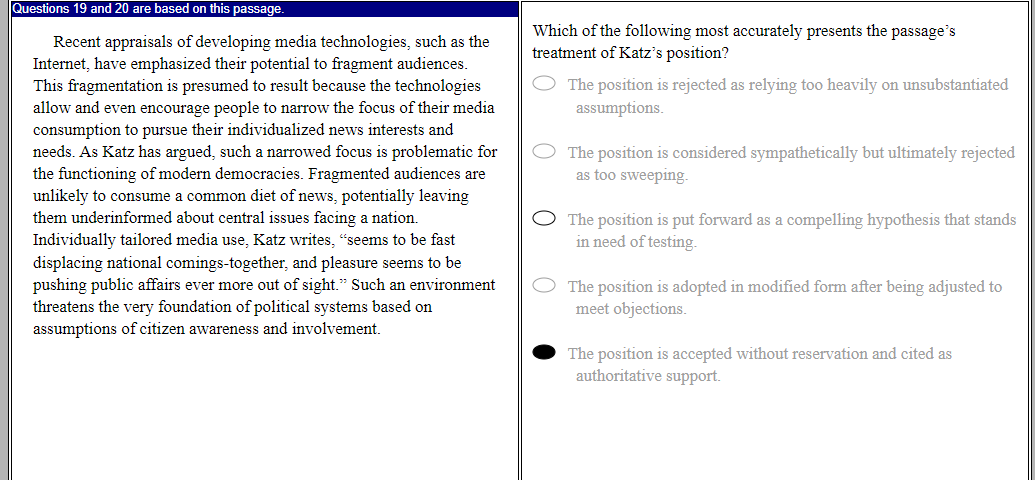 Questions 19 and 20 are based on this passage.
Recent appraisals of developing media technologies, such as the
Internet, have emphasized their potential to fragment audiences.
This fragmentation is presumed to result because the technologies
allow and even encourage people to narrow the focus of their media
consumption to pursue their individualized news interests and
needs. As Katz has argued, such a narrowed focus is problematic for
the functioning of modern democracies. Fragmented audiences are
unlikely to consume a common diet of news, potentially leaving
them underinformed about central issues facing a nation.
Individually tailored media use, Katz writes, “seems to be fast
displacing national comings-together, and pleasure seems to be
pushing public affairs ever more out of sight.” Such an environment
threatens the very foundation of political systems based on
assumptions of citizen awareness and involvement.
Which of the following most accurately presents the passage’s
treatment of Katz’s position?
The position is rejected as relying too heavily on unsubstantiated
assumptions.
The position is considered sympathetically but ultimately rejected
as too sweeping.
The position is put forward as a compelling hypothesis that stands
in need of testing.
The position is adopted in modified form after being adjusted to
meet objections.
The position is accepted without reservation and cited as
authoritative support.